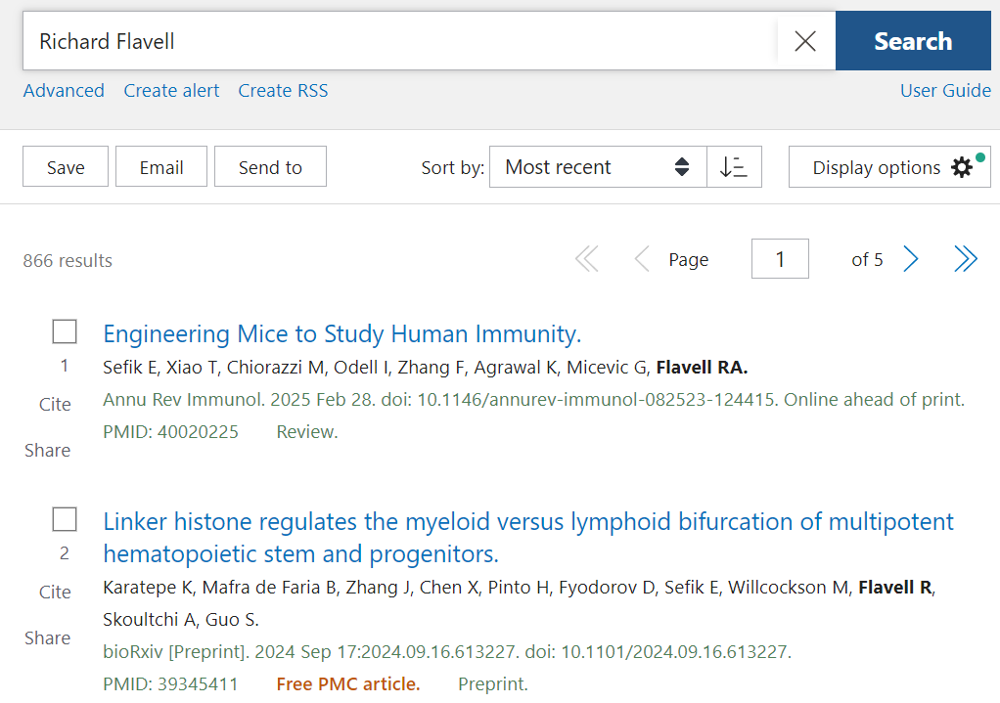 Richard Flavell
Search
Advanced Create alert Create RSS User Guide
Save Email Send to Sort by: Most recent Display options
866 results Page 1 of 5
Engineering Mice to Study Human Immunity.
1 Sefik E, Xiao T, Chiorazzi M, Odell I, Zhang F, Agrawal K, Micevic G, Flavell RA.
Cite Annu Rev Immunol. 2025 Feb 28. doi: 10.1146/annurev-immunol-082523-124415. Online ahead of print.
PMID: 40020225 Review.
Share
Linker histone regulates the myeloid versus lymphoid bifurcation of multipotent
2 hematopoietic stem and progenitors.
Cite Karatepe K, Mafra de Faria B, Zhang J, Chen X, Pinto H, Fyodorov D, Sefik E, Willcockson M, Flavell R,
Skoultchi A, Guo S.
Share bioRxiv [Preprint]. 2024 Sep 17:2024.09.16.613227. doi: 10.1101/2024.09.16.613227.
PMID: 39345411 Free PMC article. Preprint.